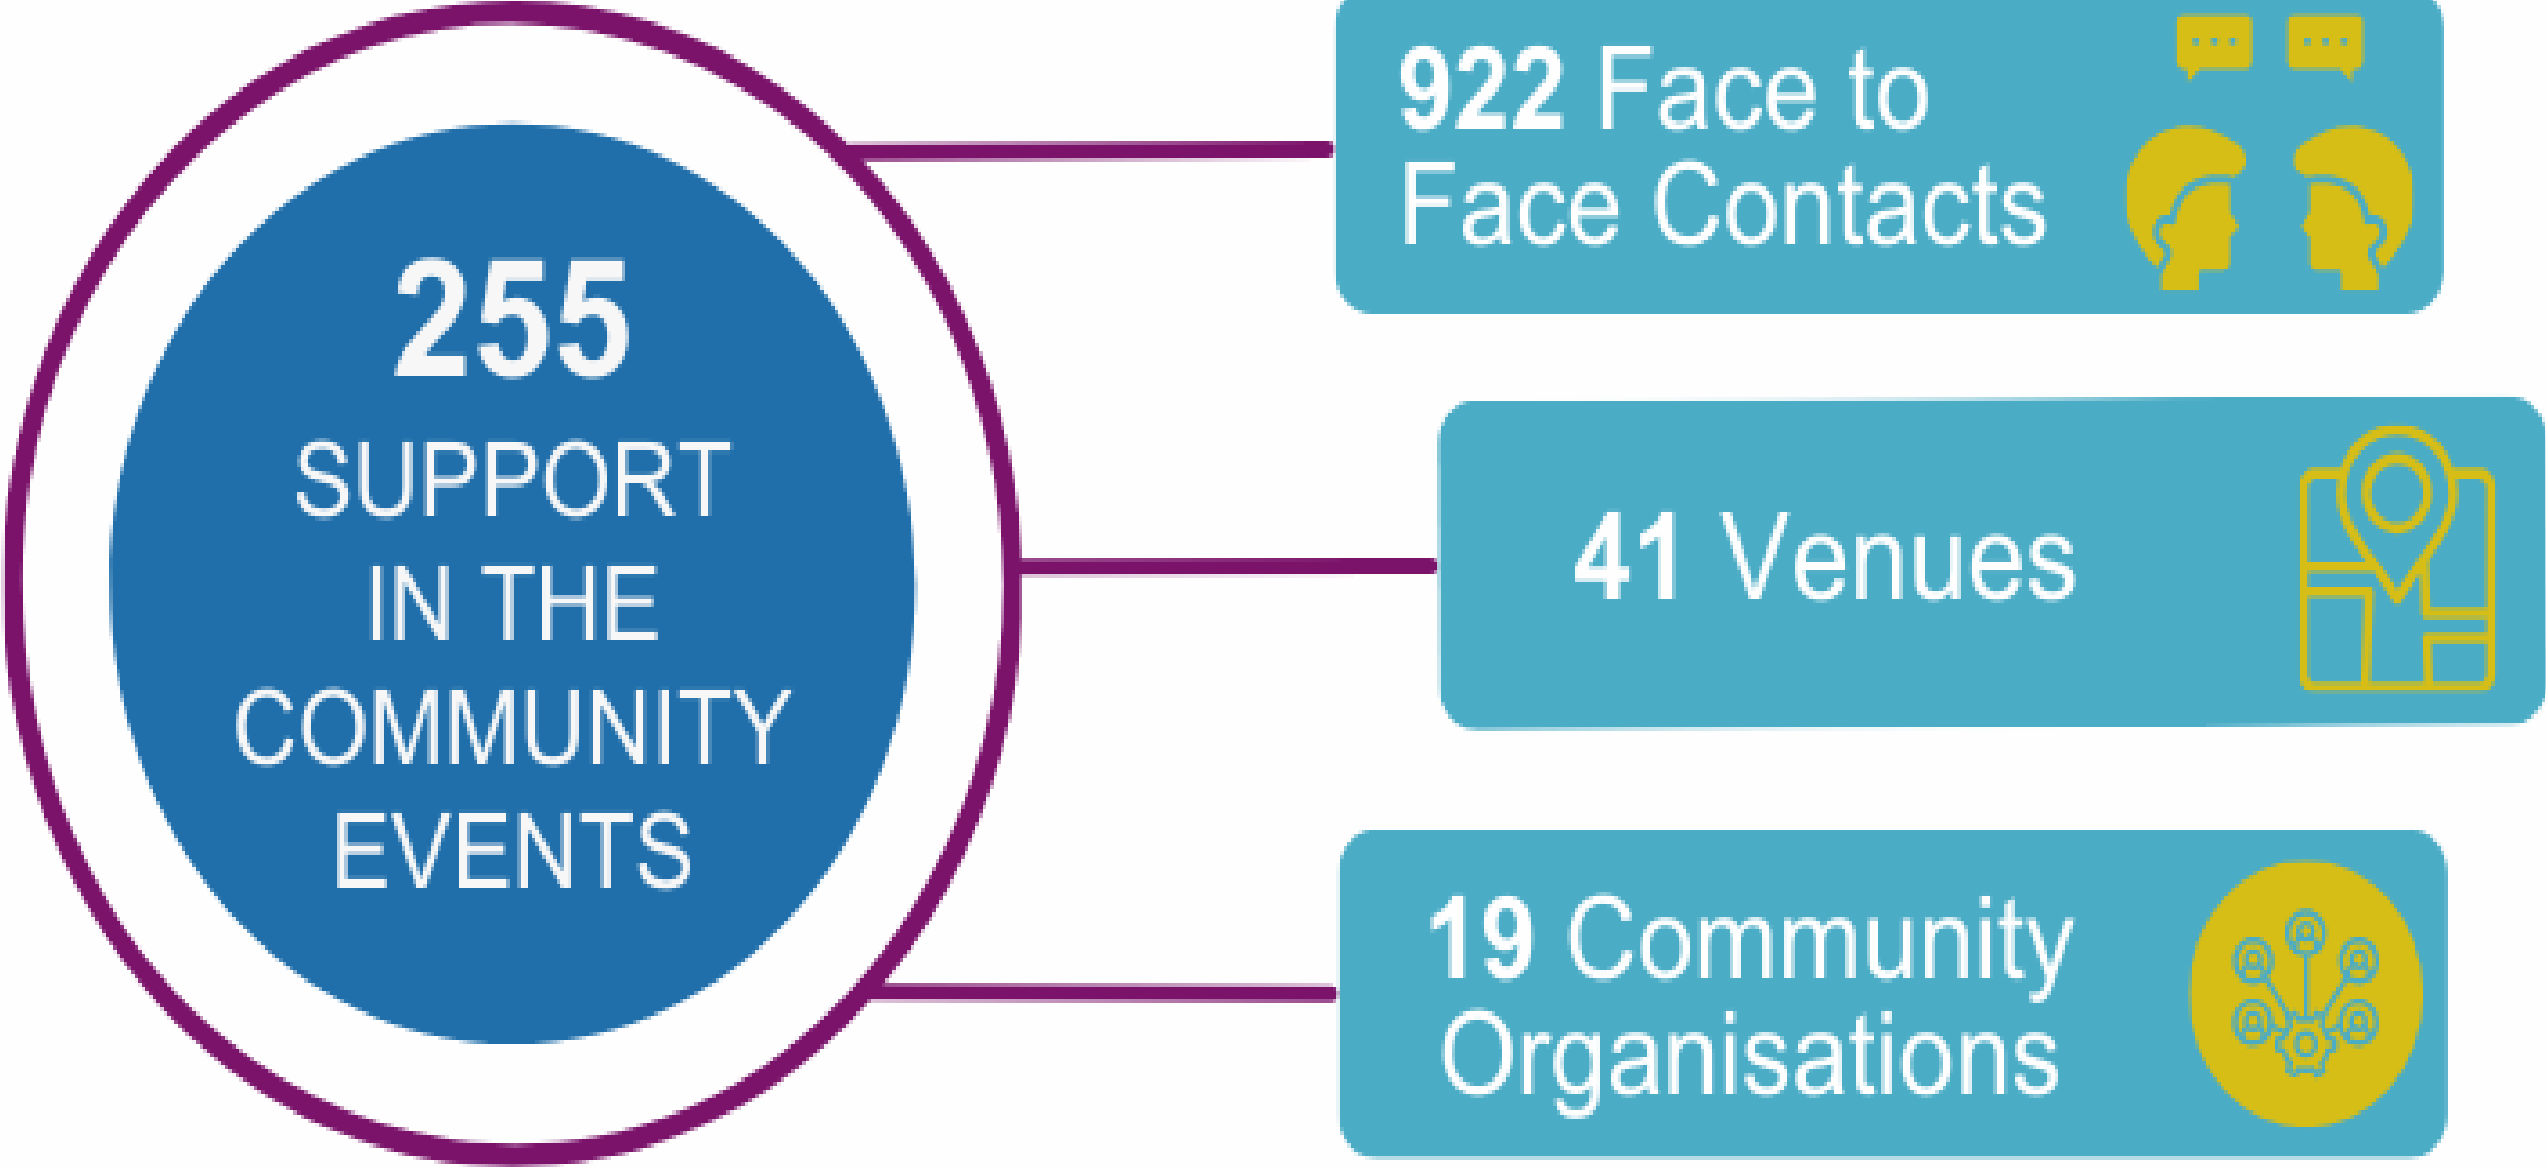 255
SUPPORT
IN THE
COMMUNITY
EVENTS
922 Face to
Face Contacts
41 Venues
19 Community
Organisations